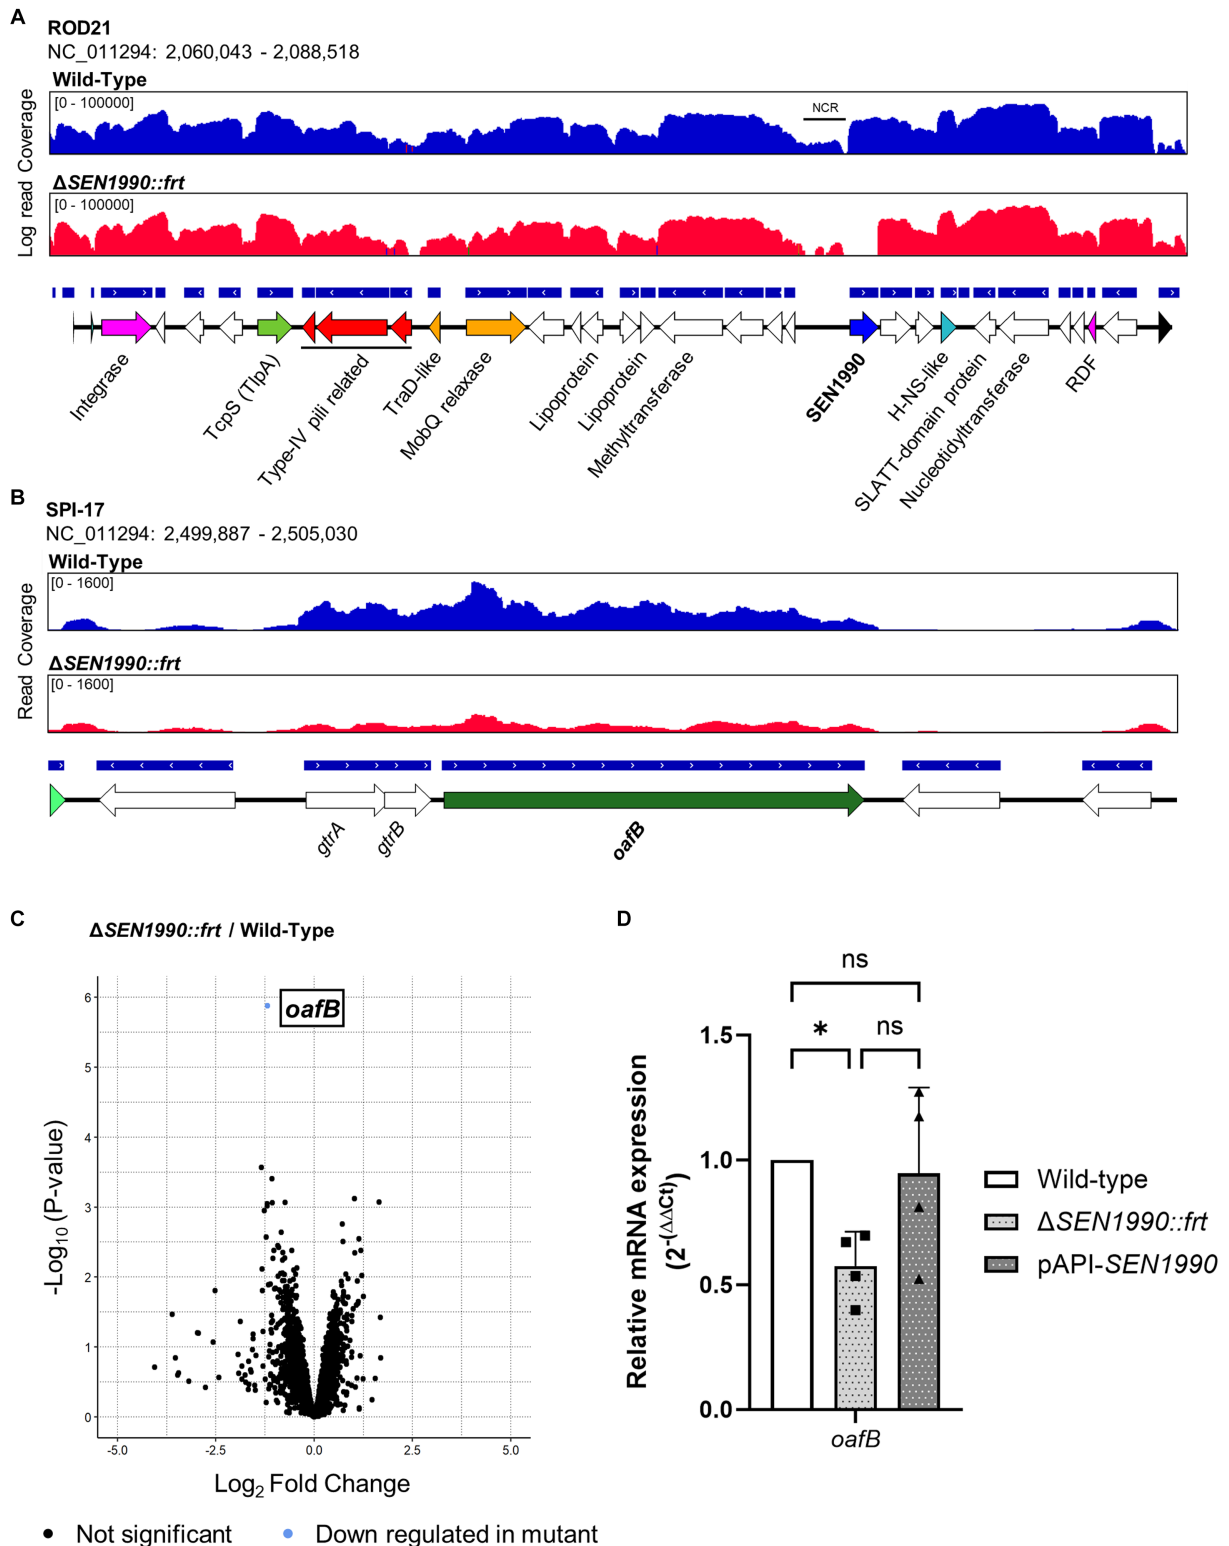 A
ROD21
NC_011294: 2,060,043 - 2,088,518
Wild-Type
[0 - 100000]
NCR
Log read Coverage
ΔSEN1990::frt
[0 - 100000]
Integrase
TcpS (TlpA)
Type-IV pili related
TraD-like
MobQ relaxase
Lipoprotein
Lipoprotein
Methyltransferase
SEN1990
H-NS-like
SLATT-domain protein
Nucleotidyltransferase
RDF
B
SPI-17
NC_011294: 2,499,887 - 2,505,030
Wild-Type
[0 - 1600]
Read Coverage
ΔSEN1990::frt
[0 - 1600]
gtrA
gtrB
oafB
C
ΔSEN1990::frt / Wild-Type
oafB
6
5
4
3
2
1
0
-Log10 (P-value)
-5.0
-2.5
0.0
2.5
5.0
Log2 Fold Change
Not significant
Down regulated in mutant
D
ns
*
ns
1.5
1.0
0.5
0.0
Relative mRNA expression
(2-(ΔΔCt))
oafB
Wild-type
ΔSEN1990::frt
pAPI-SEN1990